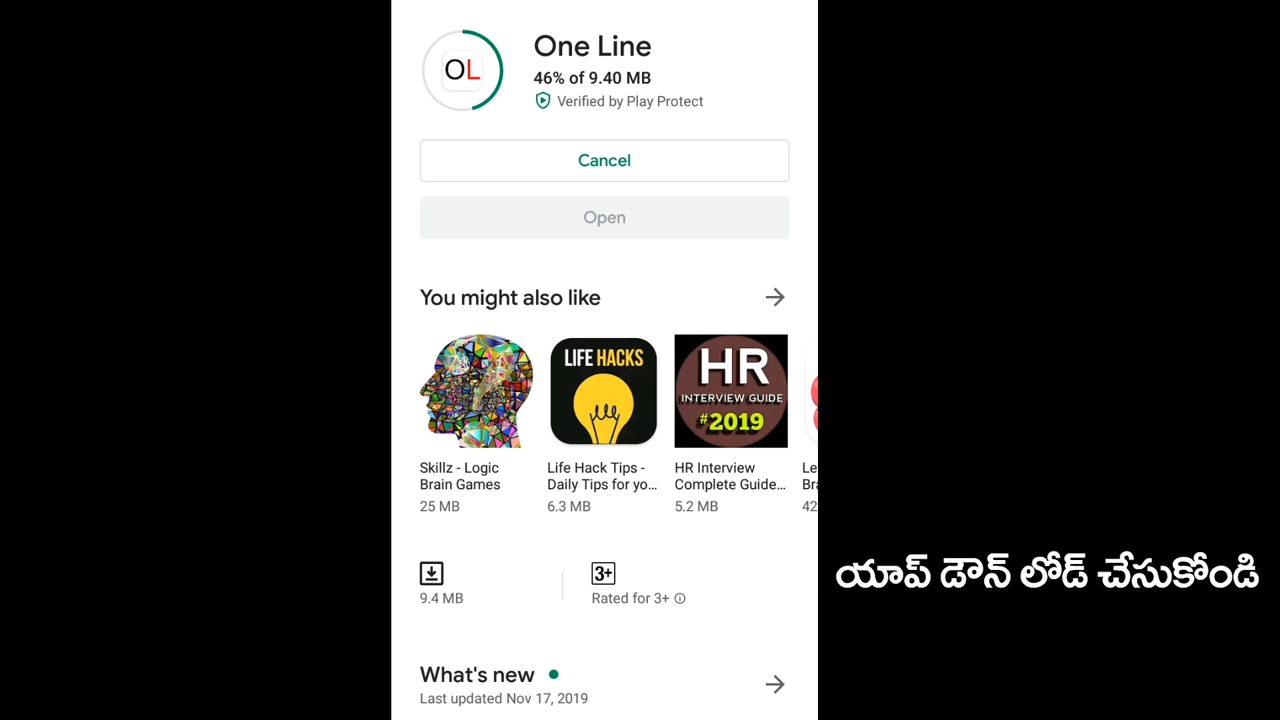 OL
One Line
46% of 9.40 MB
Verified by Play Protect
Cancel
Open
You might also like
LIFE HACKS
HR
INTERVIEW GUIDE
#2019
Skillz - Logic
Brain Games
25 MB
Life Hack Tips -
Daily Tips for yo...
6.3 MB
HR Interview
Complete Guide...
5.2 MB
Le
Bra
42
9.4 MB
3+
Rated for 3+
యాప్ డౌన్ లోడ్ చేసుకోండి
What's new
Last updated Nov 17, 2019